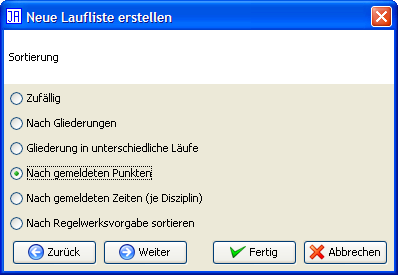 JA Neue Laufliste erstellen
Sortierung
Zufällig
Nach Gliederungen
Gliederung in unterschiedliche Läufe
Nach gemeldeten Punkten
Nach gemeldeten Zeiten (je Disziplin)
Nach Regelwerksvorgabe sortieren
Zurück Weiter Fertig Abbrechen